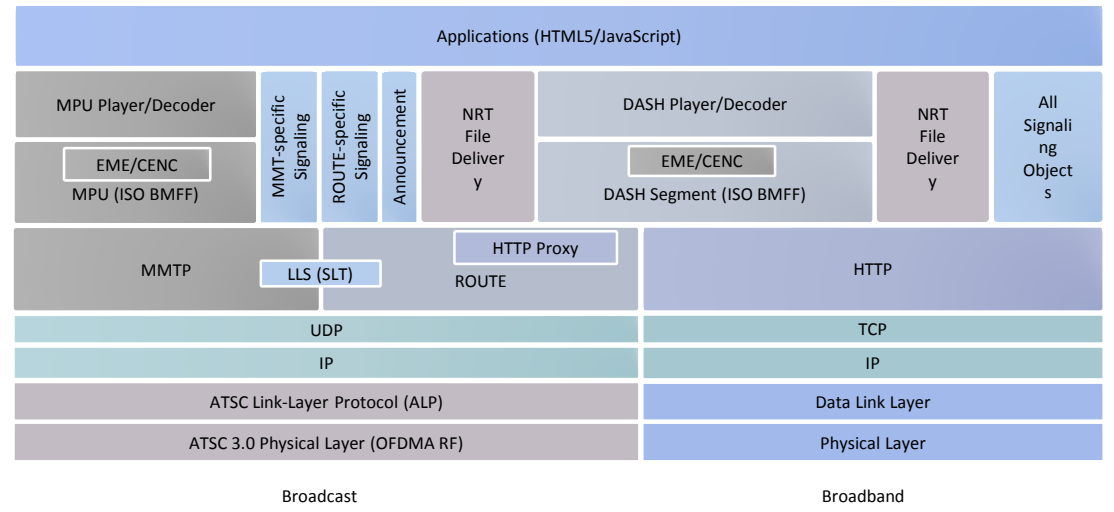 Applications (HTML5/JavaScript)
MPU Player/Decoder
EME/CENC
MPU (ISO BMFF)
MMT-specific
Signaling
ROUTE-specific
Signaling
Announcement
NRT
File
Deliver
y
DASH Player/Decoder
EME/CENC
DASH Segment (ISO BMFF)
NRT
File
Deliver
y
All
Signali
ng
Object
s
MMTP
LLS (SLT)
HTTP Proxy
ROUTE
HTTP
UDP
TCP
IP
IP
ATSC Link-Layer Protocol (ALP)
Data Link Layer
ATSC 3.0 Physical Layer (OFDMA RF)
Physical Layer
Broadcast
Broadband